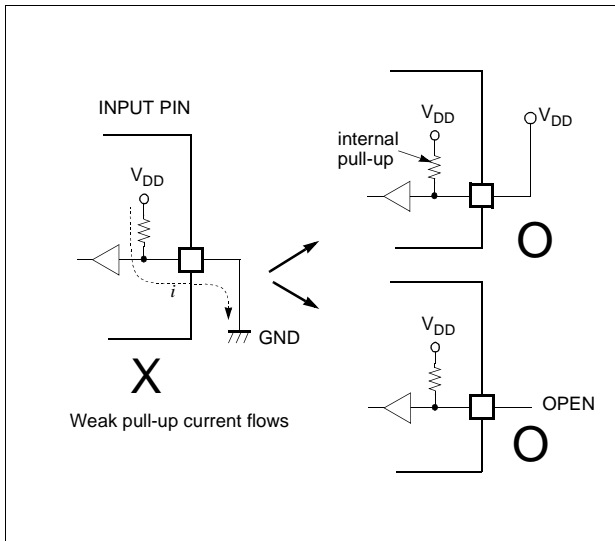 INPUT PIN
VDD
i
GND
X
Weak pull-up current flows
VDD
internal
pull-up
VDD
O
VDD
OPEN
O